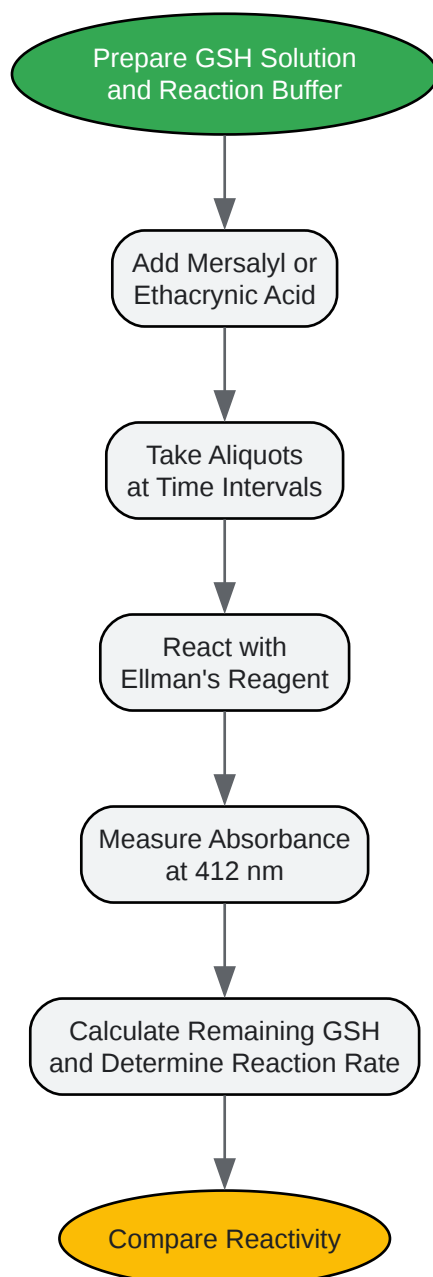 Prepare GSH Solution
and Reaction Buffer
Add Mersalyl or
Ethacrynic Acid
Take Aliquots
at Time Intervals
React with
Ellman's Reagent
Measure Absorbance
at 412 nm
Calculate Remaining GSH
and Determine Reaction Rate
Compare Reactivity